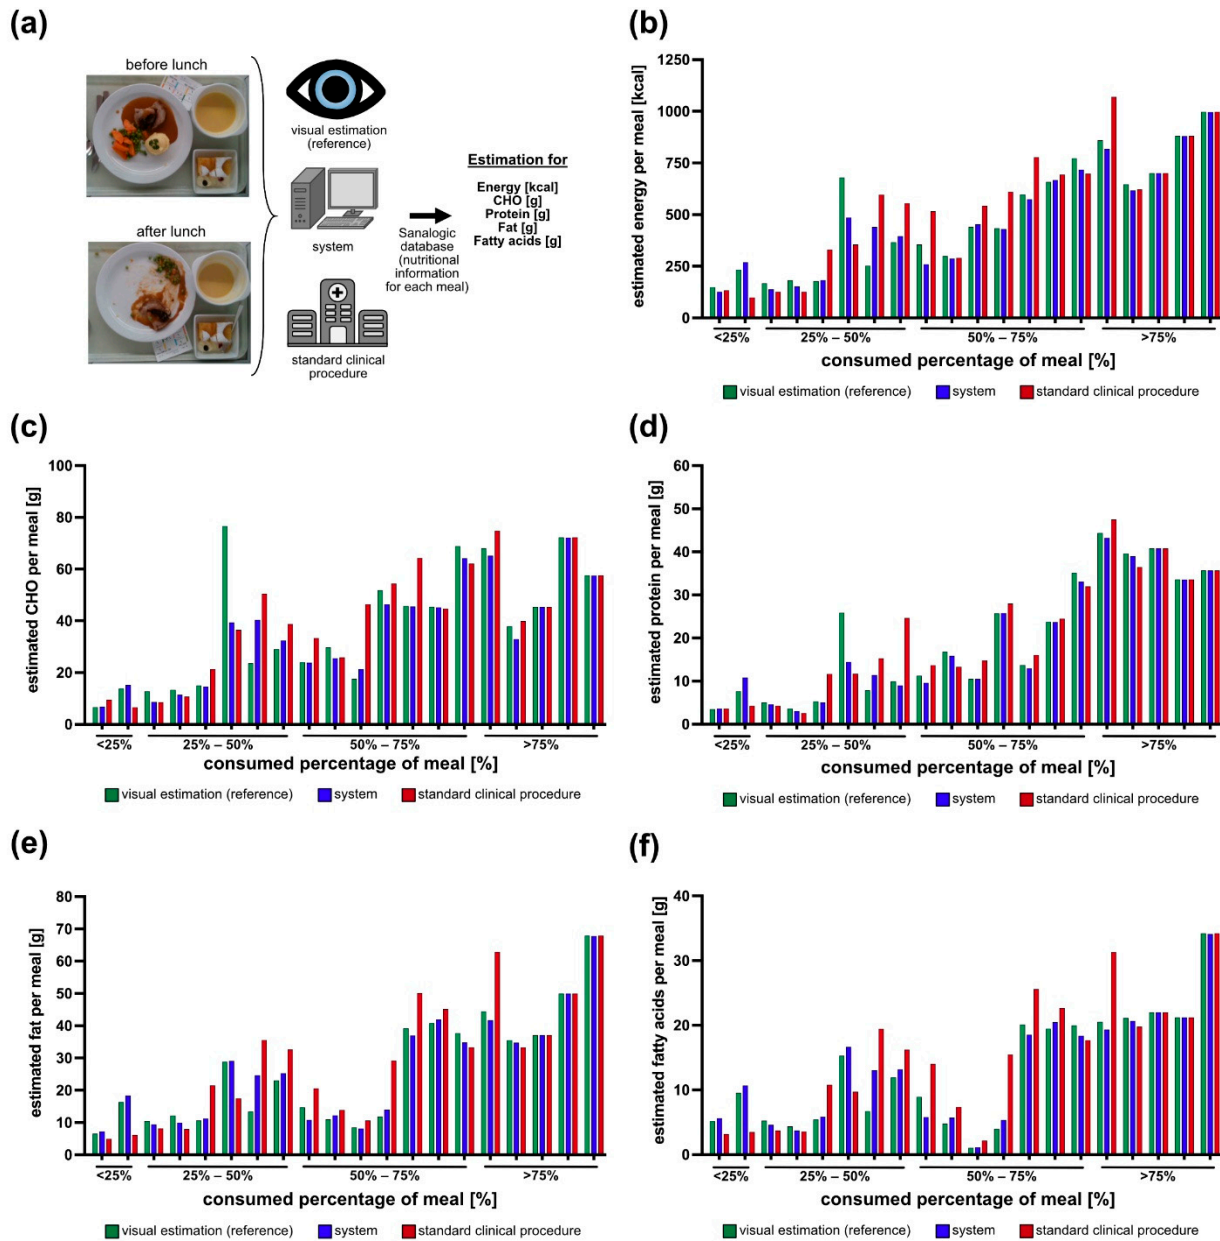 (a)
before lunch
after lunch
visual estimation
(reference)
system
standard clinical
procedure
Sanalogic
database
(nutritional
information
for each meal)
Estimation for
Energy [kcal]
CHO [g]
Protein [g]
Fat [g]
Fatty acids [g]
(b)
estimated energy per meal [kcal]
1250
1000
750
500
250
0
<25%
25% – 50%
50% – 75%
>75%
consumed percentage of meal [%]
visual estimation (reference)
system
standard clinical procedure
(c)
estimated CHO per meal [g]
100
80
60
40
20
0
<25%
25% – 50%
50% – 75%
>75%
consumed percentage of meal [%]
visual estimation (reference)
system
standard clinical procedure
(d)
estimated protein per meal [g]
60
50
40
30
20
10
0
<25%
25% – 50%
50% – 75%
>75%
consumed percentage of meal [%]
visual estimation (reference)
system
standard clinical procedure
(e)
estimated fat per meal [g]
80
70
60
50
40
30
20
10
0
<25%
25% – 50%
50% – 75%
>75%
consumed percentage of meal [%]
visual estimation (reference)
system
standard clinical procedure
(f)
estimated fatty acids per meal [g]
40
30
20
10
0
<25%
25% – 50%
50% – 75%
>75%
consumed percentage of meal [%]
visual estimation (reference)
system
standard clinical procedure